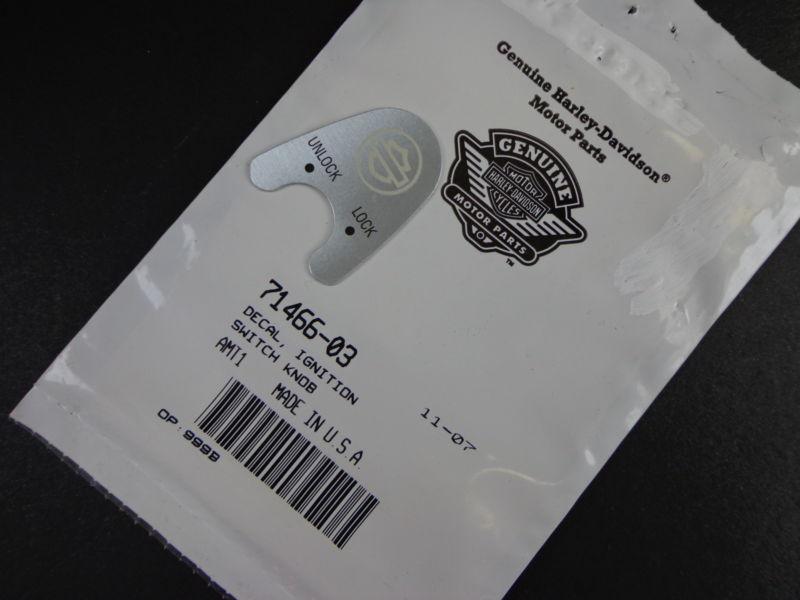 Genuine Harley-Davidson®
Motor Parts
GENUINE
MOTOR
HARLEY-DAVIDSON
CYCLES
MOTOR PARTS
™
UNLOCK
LOCK
71466-03
DECAL, IGNITION
SWITCH KNOB
AMT1
MADE IN U.S.A.
11-07
OP:9998